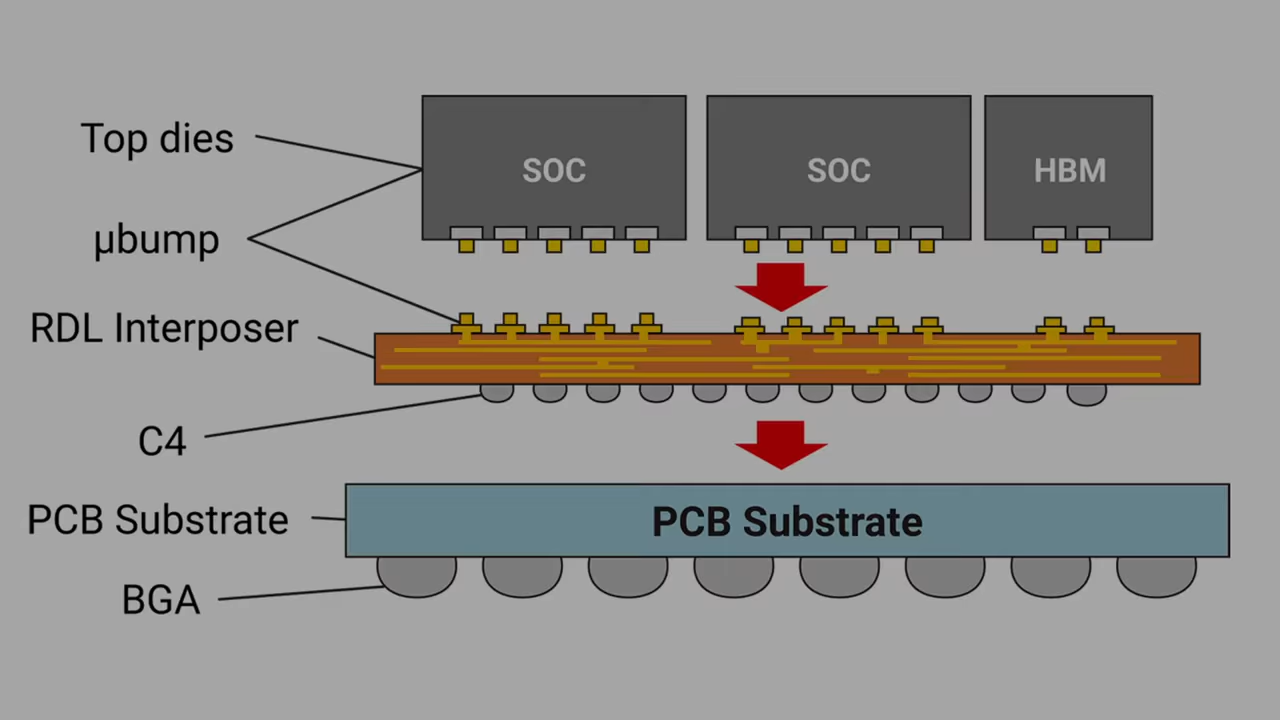 Top dies
SOC
SOC
HBM
µbump
RDL Interposer
C4
PCB Substrate
PCB Substrate
BGA